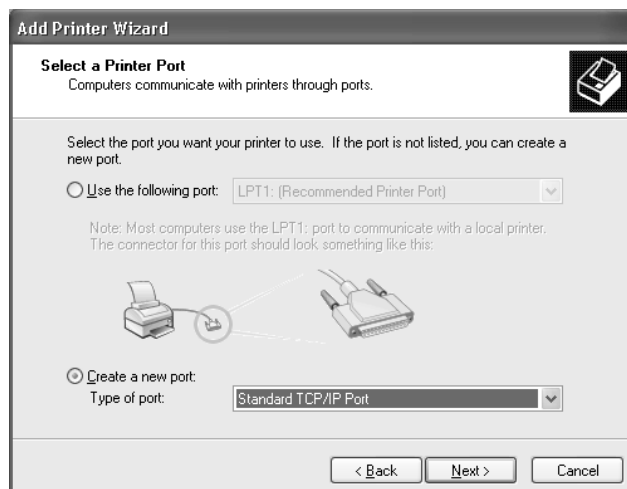 Add Printer Wizard
Select a Printer Port
Computers communicate with printers through ports.
Select the port you want your printer to use. If the port is not listed, you can create a
new port.
Use the following port: LPT1: (Recommended Printer Port)
Note: Most computers use the LPT1: port to communicate with a local printer.
The connector for this port should look something like this:
Create a new port:
Type of port: Standard TCP/IP Port
< Back Next > Cancel